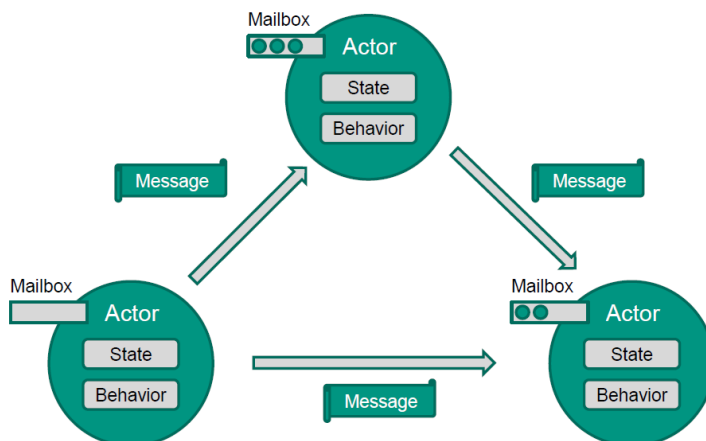 Mailbox
Actor
State
Behavior
Message
Message
Mailbox
Actor
State
Behavior
Mailbox
Actor
State
Behavior
Message